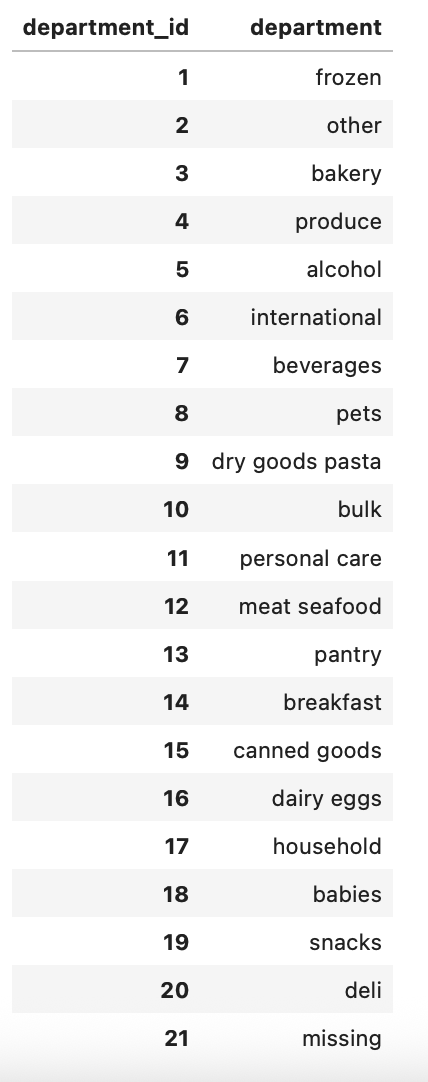 department_id department
1 frozen
2 other
3 bakery
4 produce
5 alcohol
6 international
7 beverages
8 pets
9 dry goods pasta
10 bulk
11 personal care
12 meat seafood
13 pantry
14 breakfast
15 canned goods
16 dairy eggs
17 household
18 babies
19 snacks
20 deli
21 missing